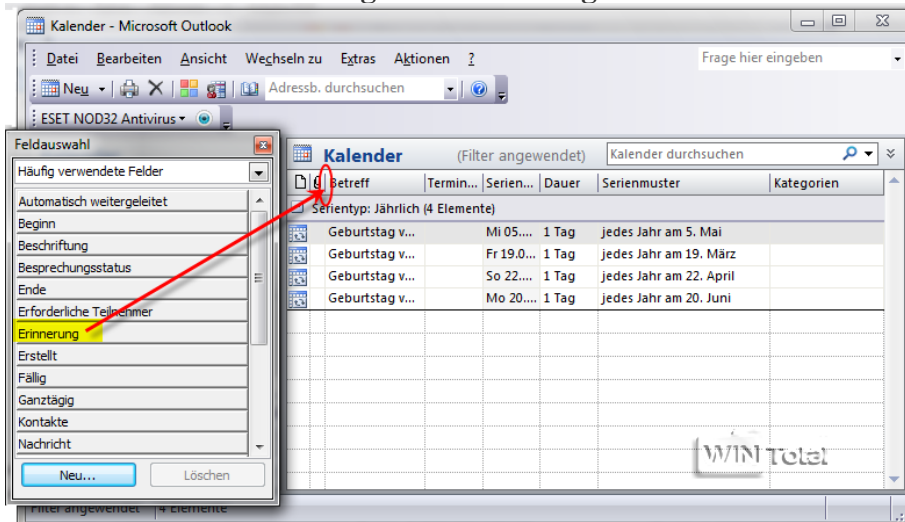 Kalender - Microsoft Outlook
Datei Bearbeiten Ansicht Wechseln zu Extras Aktionen ? Frage hier eingeben
Neu Adressb. durchsuchen
ESET NOD32 Antivirus
Feldauswahl
Häufig verwendete Felder
Automatisch weitergeleitet
Beginn
Beschriftung
Besprechungsstatus
Ende
Erforderliche Teilnehmer
Erinnerung
Erstellt
Fällig
Ganztägig
Kontakte
Nachricht
Neu... Löschen
Kalender (Filter angewendet) Kalender durchsuchen
Betreff Termin... Serien... Dauer Serienmuster Kategorien
Serientyp: Jährlich (4 Elemente)
Geburtstag v... Mi 05.... 1 Tag jedes Jahr am 5. Mai
Geburtstag v... Fr 19.0... 1 Tag jedes Jahr am 19. März
Geburtstag v... So 22.... 1 Tag jedes Jahr am 22. April
Geburtstag v... Mo 20.... 1 Tag jedes Jahr am 20. Juni
WIN Total
Filter angewendet 4 Elemente